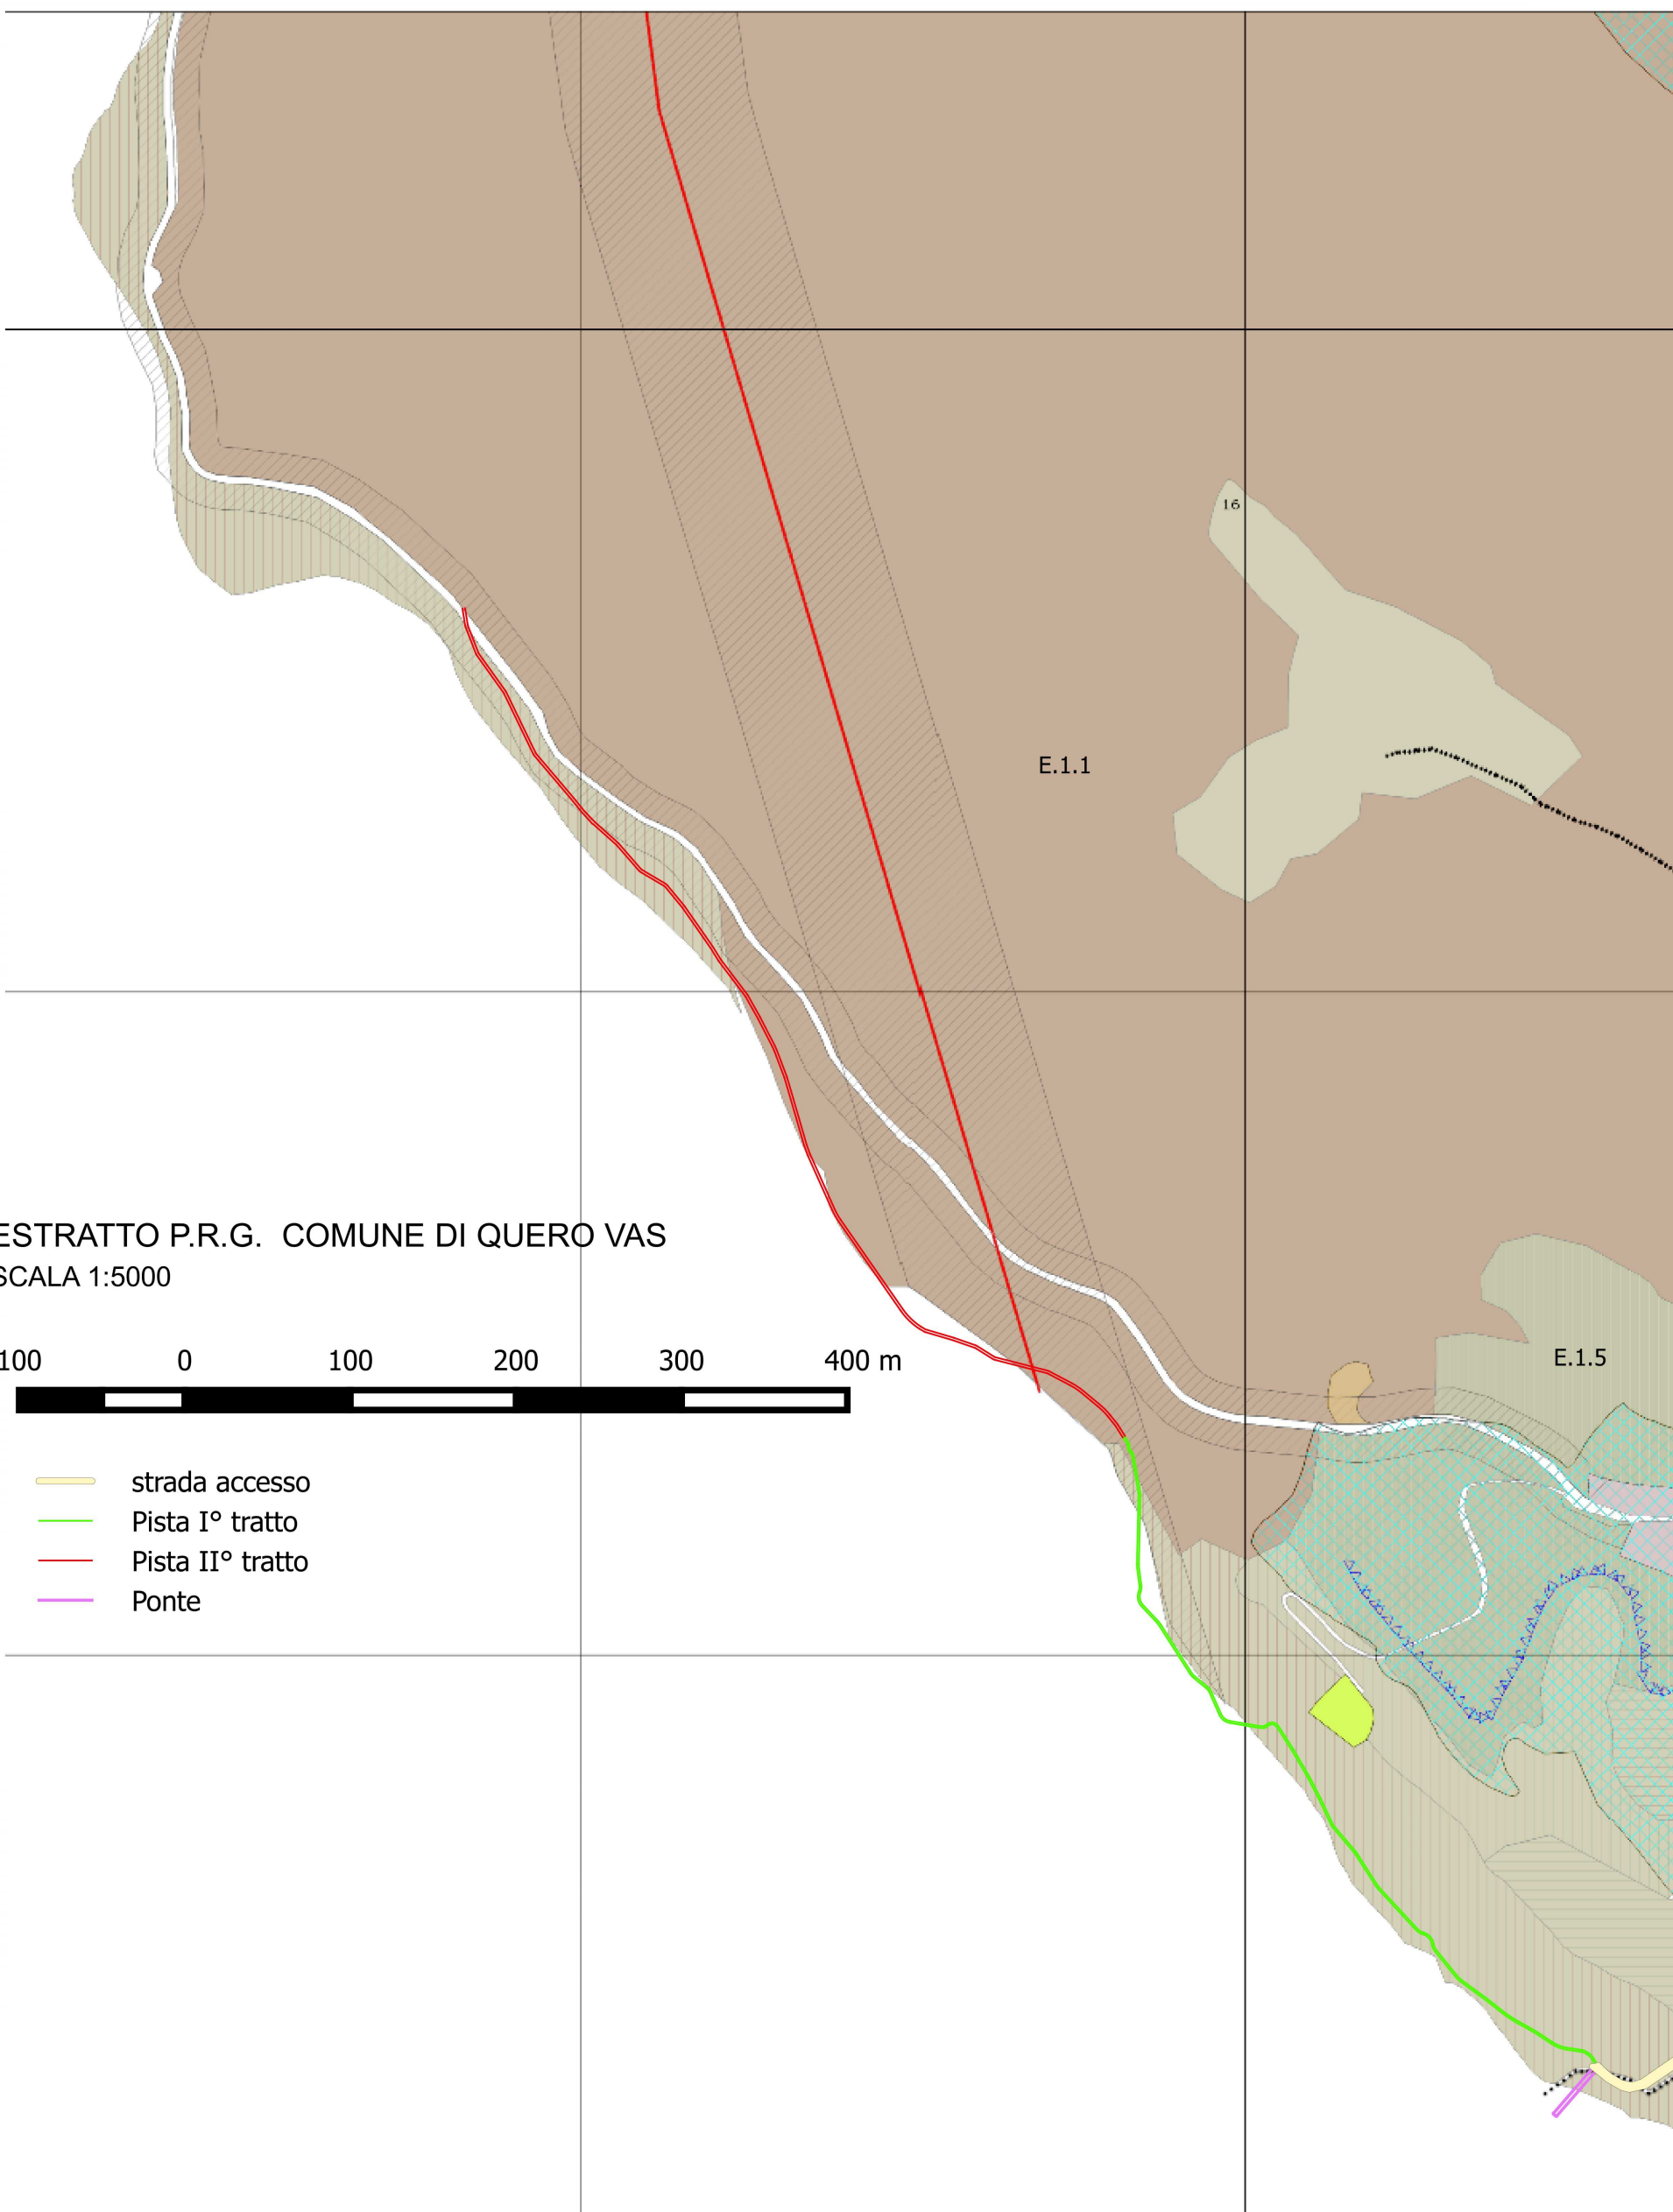 16
E.1.1
ESTRATTO P.R.G. COMUNE DI QUERO VAS
SCALA 1:5000
E.1.5
100 0 100 200 300 400 m
strada accesso
Pista I° tratto
Pista II° tratto
Ponte